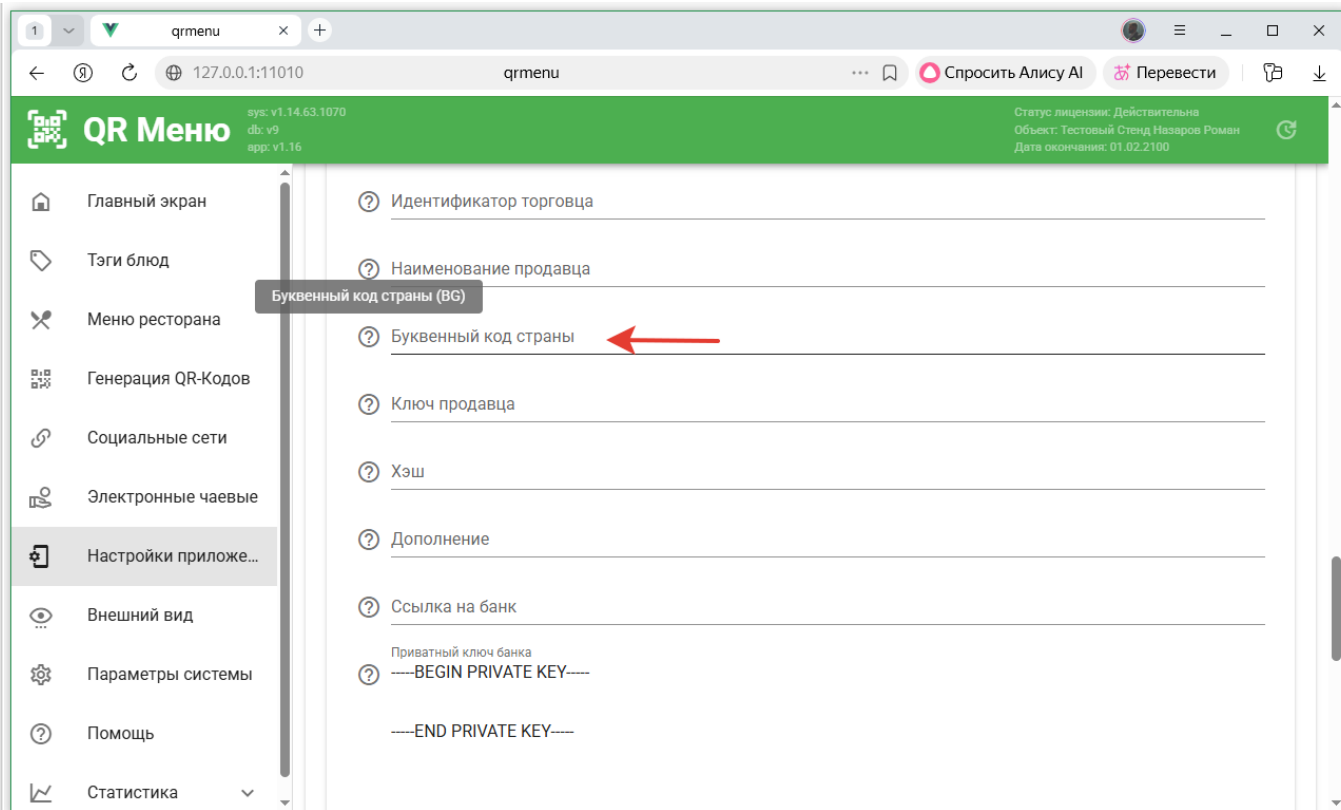 1
qrmenu
127.0.0.1:11010
qrmenu
Спросить Алису AI
Перевести
QR Меню
sys: v1.14.63.1070
db: v9
app: v1.16
Статус лицензии: Действительна
Объект: Тестовый Стенд Назаров Роман
Дата окончания: 01.02.2100
Главный экран
Тэги блюд
Меню ресторана
Генерация QR-Кодов
Социальные сети
Электронные чаевые
Настройки приложе...
Внешний вид
Параметры системы
Помощь
Статистика
Идентификатор торговца
Наименование продавца
Буквенный код страны (BG)
Буквенный код страны
Ключ продавца
Хэш
Дополнение
Ссылка на банк
Приватный ключ банка
-----BEGIN PRIVATE KEY-----
-----END PRIVATE KEY-----